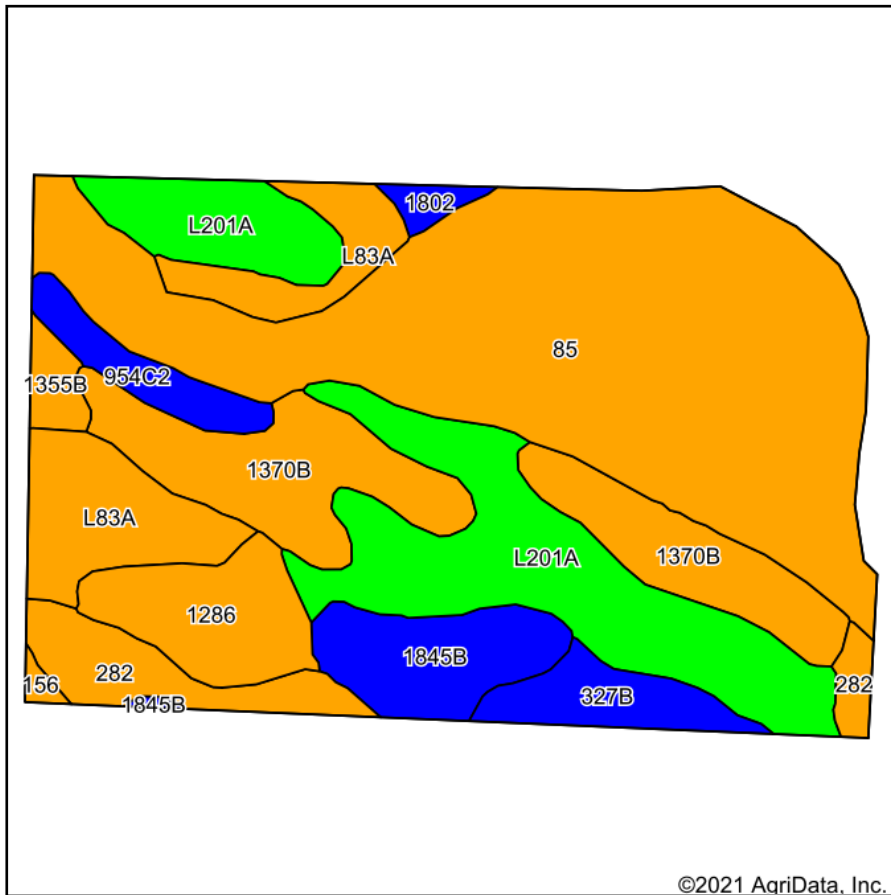 1802
L201A
L83A
85
954C2
1355B
1370B
L83A
L201A
1370B
1286
1845B
282
156
282
327B
1845B
©2021 AgriData, Inc.